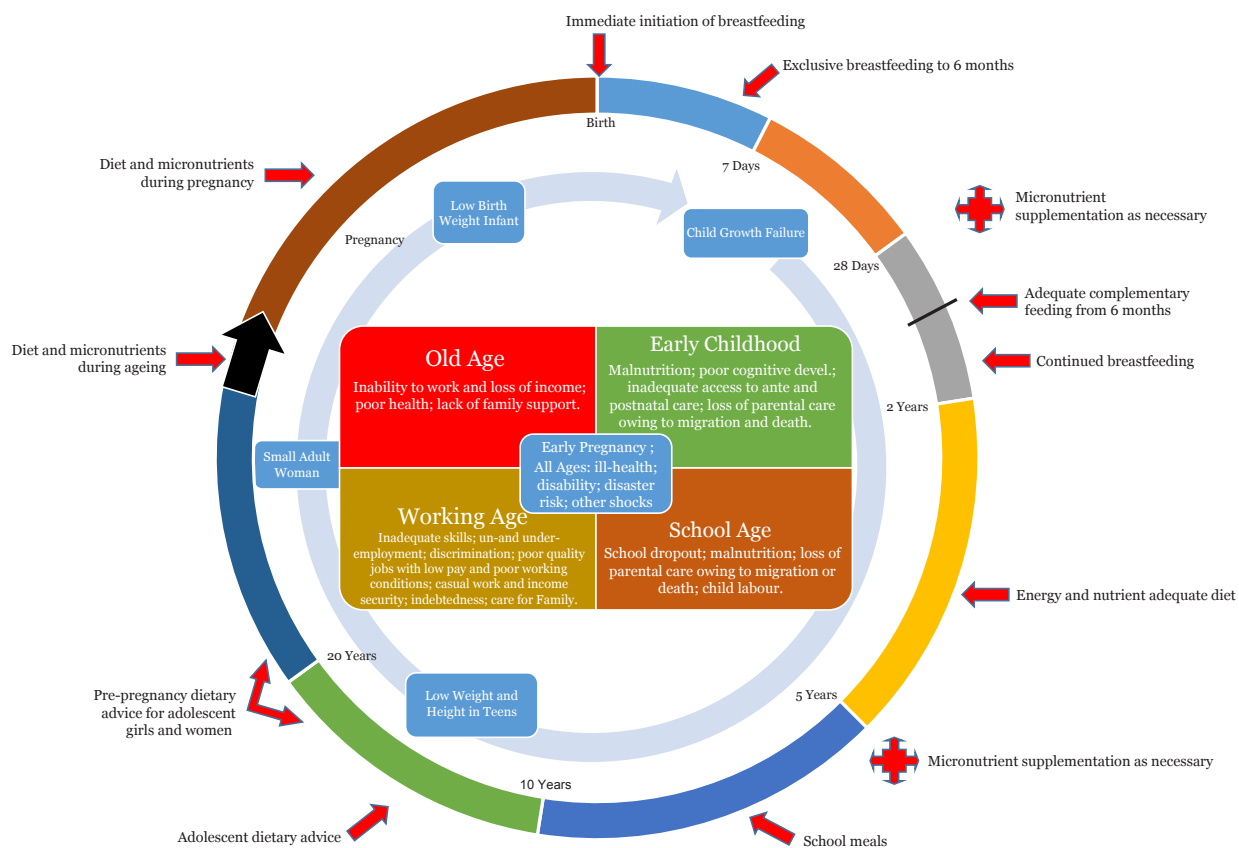 Immediate initiation of breastfeeding
Exclusive breastfeeding to 6 months
Birth
7 Days
Diet and micronutrients
during pregnancy
Low Birth
Weight Infant
Micronutrient
supplementation as necessary
Child Growth Failure
Pregnancy
28 Days
Adequate complementary
feeding from 6 months
Continued breastfeeding
Diet and micronutrients
during ageing
2 Years
Old Age
Inability to work and loss of income;
poor health; lack of family support.
Early Childhood
Malnutrition; poor cognitive devel.;
inadequate access to ante and
postnatal care; loss of parental care
owing to migration and death.
Small Adult
Woman
Early Pregnancy ;
All Ages: ill-health;
disability; disaster
risk; other shocks
Working Age
Inadequate skills; un-and under-
employment; discrimination; poor quality
jobs with low pay and poor working
conditions; casual work and income
security; indebtedness; care for Family.
School Age
School dropout; malnutrition; loss of
parental care owing to migration or
death; child labour.
Energy and nutrient adequate diet
20 Years
Pre-pregnancy dietary
advice for adolescent
girls and women
Low Weight and
Height in Teens
5 Years
Micronutrient supplementation as necessary
10 Years
Adolescent dietary advice
School meals